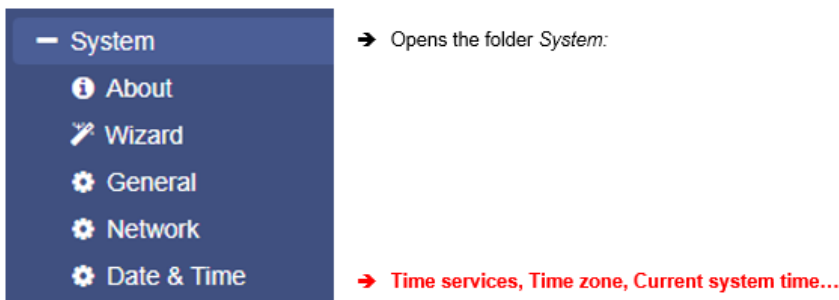 System
➔ Opens the folder System:
About
Wizard
General
Network
Date & Time
➔ Time services, Time zone, Current system time...